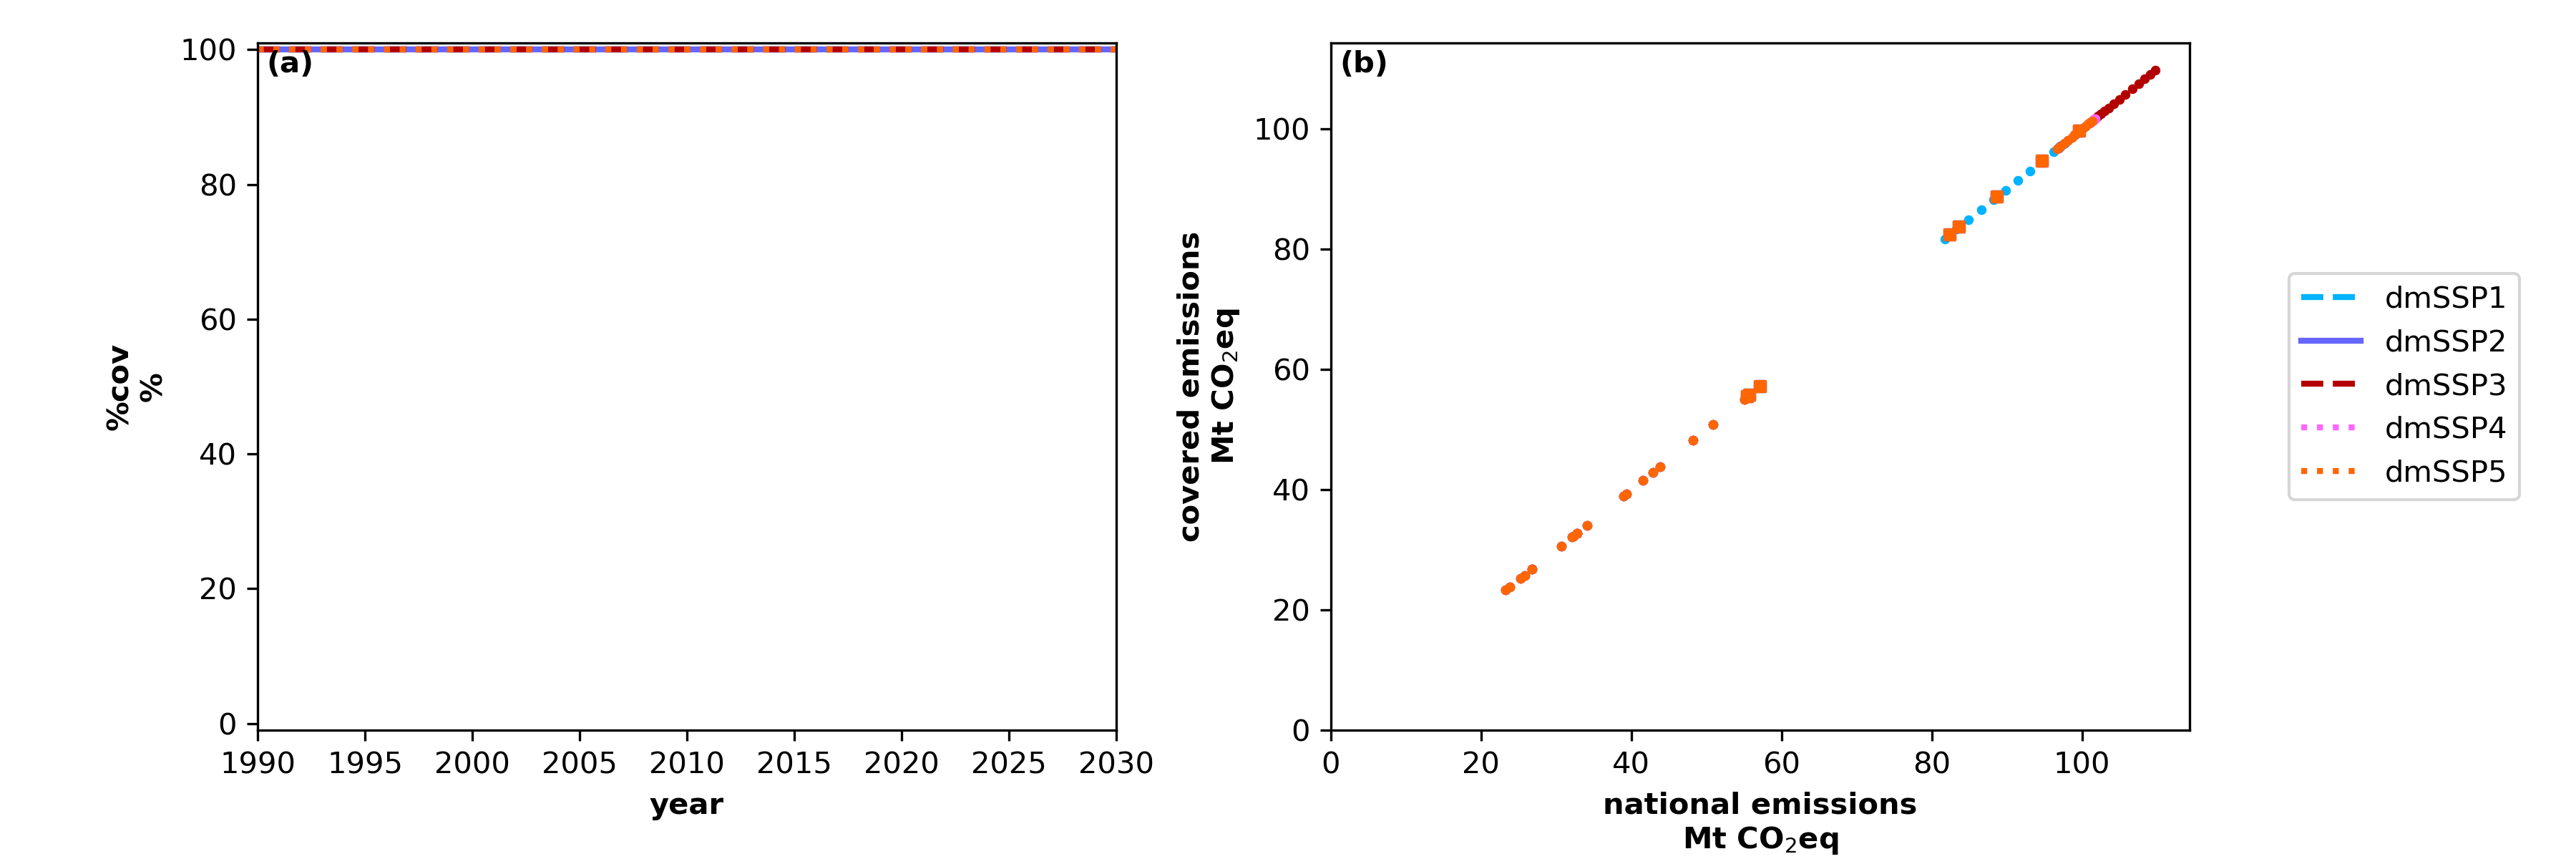 (a)
100
80
60
40
20
0
%cov
%
1990 1995 2000 2005 2010 2015 2020 2025 2030
year
(b)
100
80
60
40
20
0
covered emissions
Mt CO₂eq
0 20 40 60 80 100
national emissions
Mt CO₂eq
dmSSP1
dmSSP2
dmSSP3
dmSSP4
dmSSP5